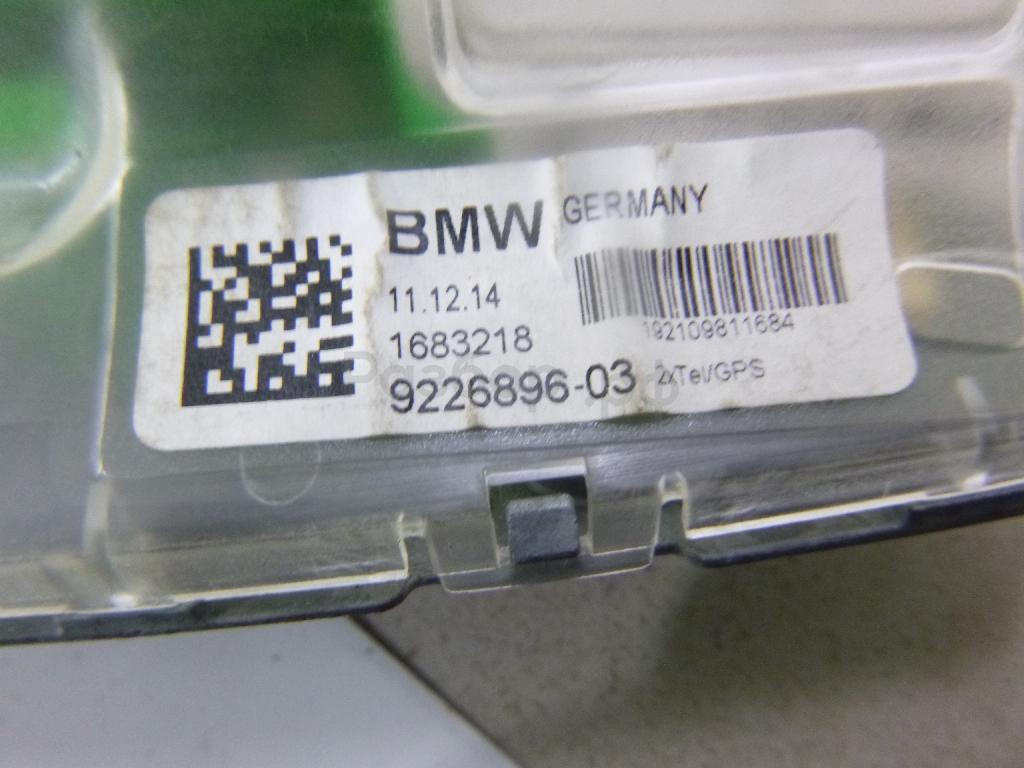 BMW GERMANY
11.12.14
192109811684
1683218
9226896-03 2xTel/GPS